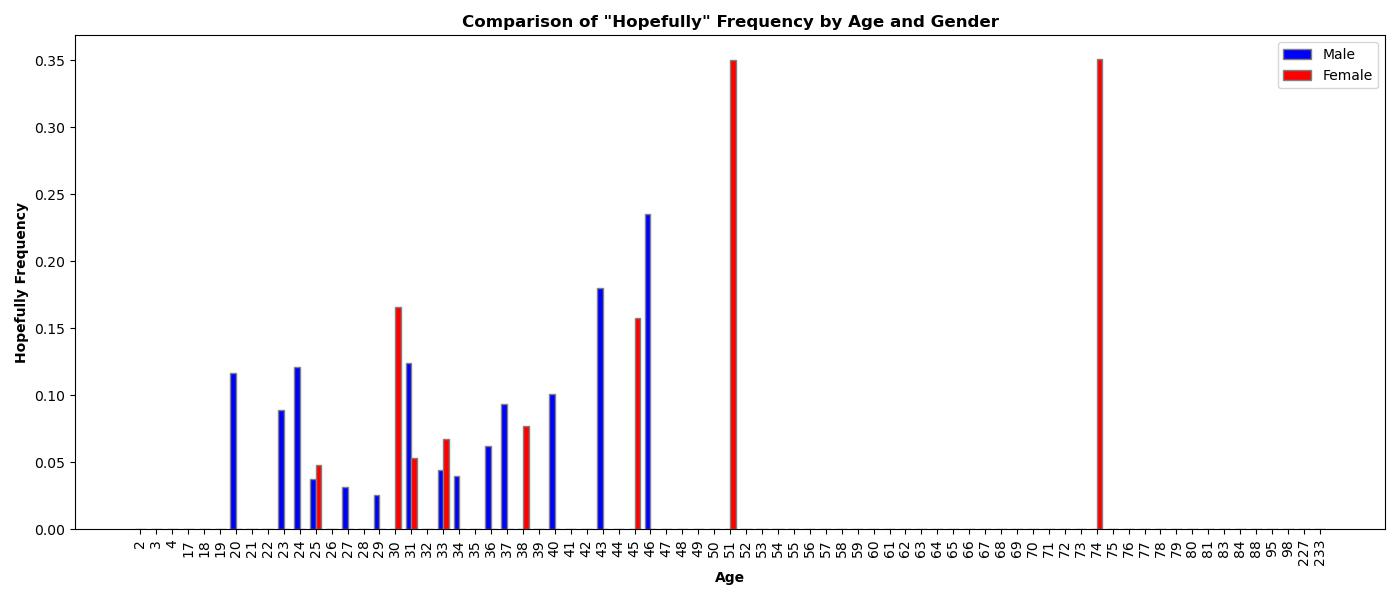 Comparison of "Hopefully" Frequency by Age and Gender
Male
Female
Hopefully Frequency
0.35
0.30
0.25
0.20
0.15
0.10
0.05
0.00
2 3 4 17 18 19 20 21 22 23 24 25 26 27 28 29 30 31 32 33 34 35 36 37 38 39 40 41 42 43 44 45 46 47 48 49 50 51 52 53 54 55 56 57 58 59 60 61 62 63 64 65 66 67 68 69 70 71 72 73 74 75 76 77 78 79 80 81 83 84 88 95 98 227 233
Age